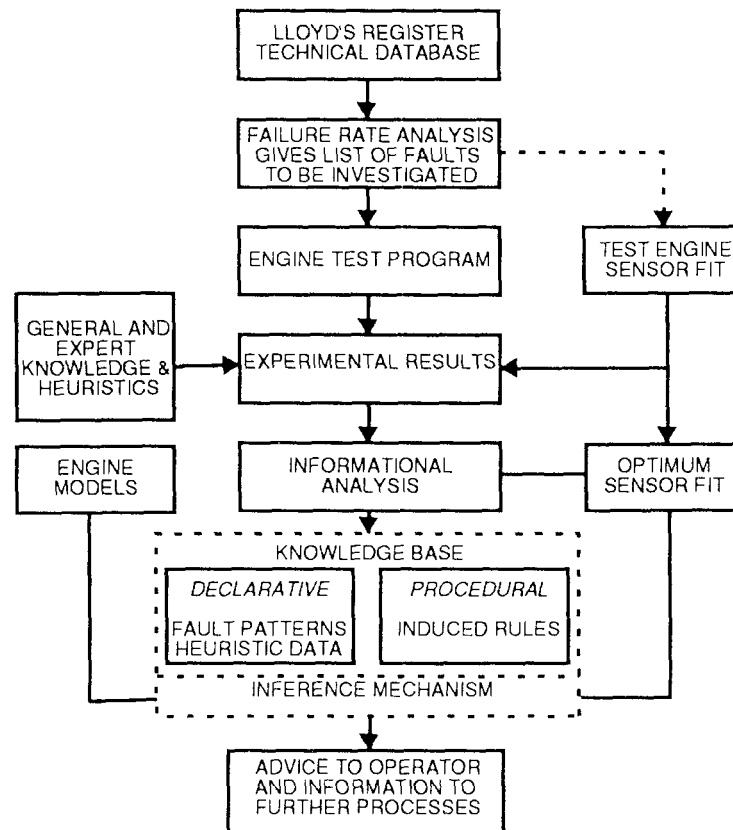 LLOYD'S REGISTER
TECHNICAL DATABASE
FAILURE RATE ANALYSIS
GIVES LIST OF FAULTS
TO BE INVESTIGATED
ENGINE TEST PROGRAM
TEST ENGINE
SENSOR FIT
GENERAL AND
EXPERT
KNOWLEDGE &
HEURISTICS
EXPERIMENTAL RESULTS
ENGINE
MODELS
INFORMATIONAL
ANALYSIS
OPTIMUM
SENSOR FIT
KNOWLEDGE BASE
DECLARATIVE
FAULT PATTERNS
HEURISTIC DATA
PROCEDURAL
INDUCED RULES
INFERENCE MECHANISM
ADVICE TO OPERATOR
AND INFORMATION TO
FURTHER PROCESSES